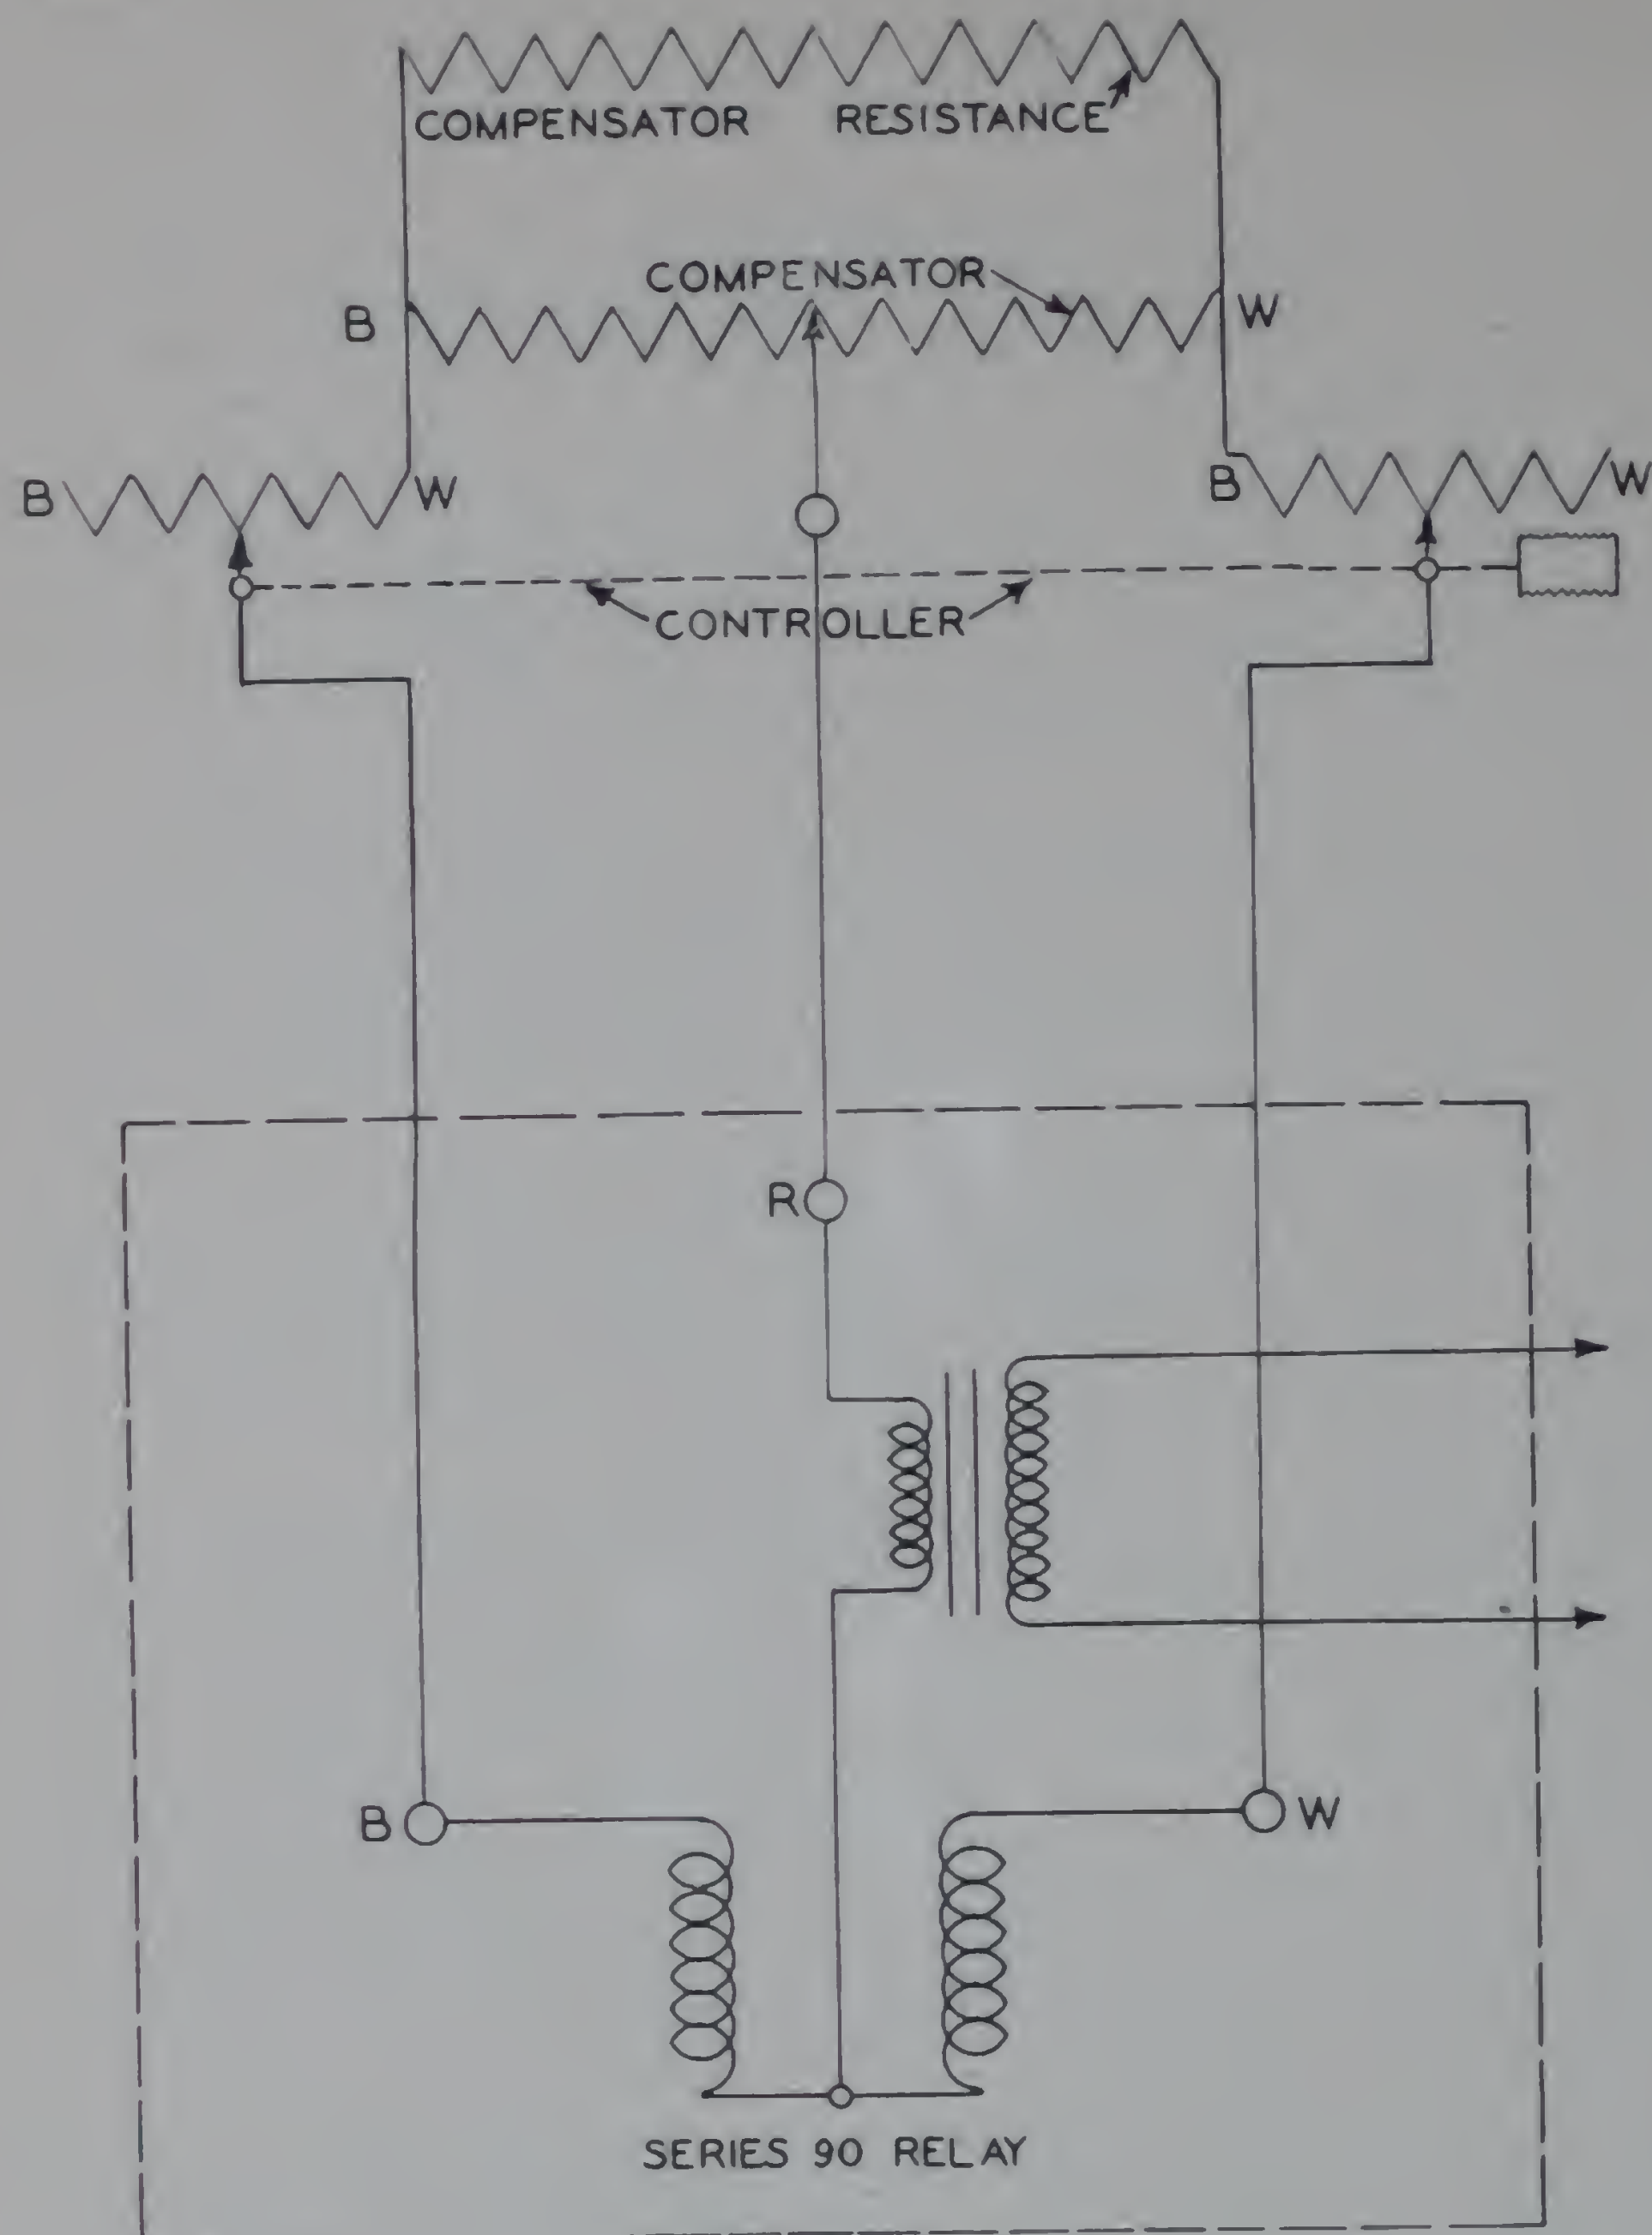 COMPENSATOR RESISTANCE
COMPENSATOR
B W
B W B W
CONTROLLER
R
B W
SERIES 90 RELAY